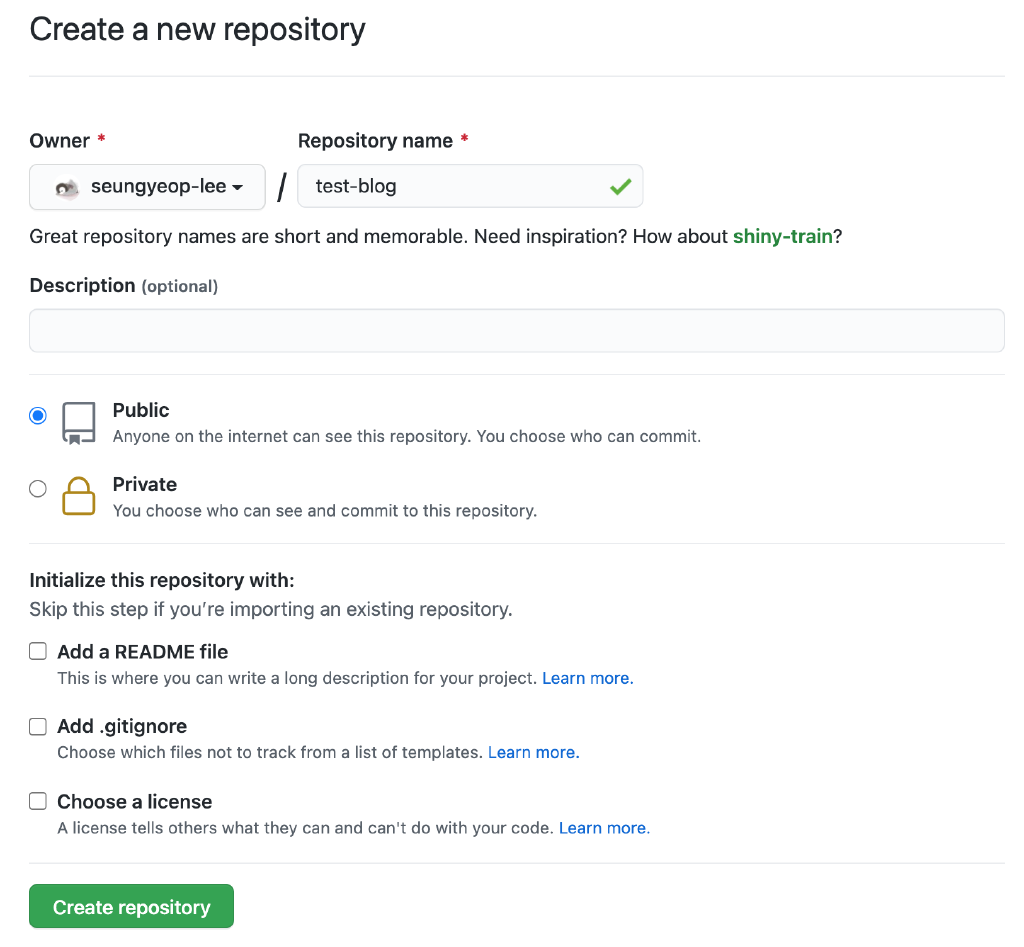 Create a new repository
Owner * Repository name *
seungyeop-lee / test-blog
Great repository names are short and memorable. Need inspiration? How about shiny-train?
Description (optional)
Public
Anyone on the internet can see this repository. You choose who can commit.
Private
You choose who can see and commit to this repository.
Initialize this repository with:
Skip this step if you’re importing an existing repository.
Add a README file
This is where you can write a long description for your project. Learn more.
Add .gitignore
Choose which files not to track from a list of templates. Learn more.
Choose a license
A license tells others what they can and can't do with your code. Learn more.
Create repository